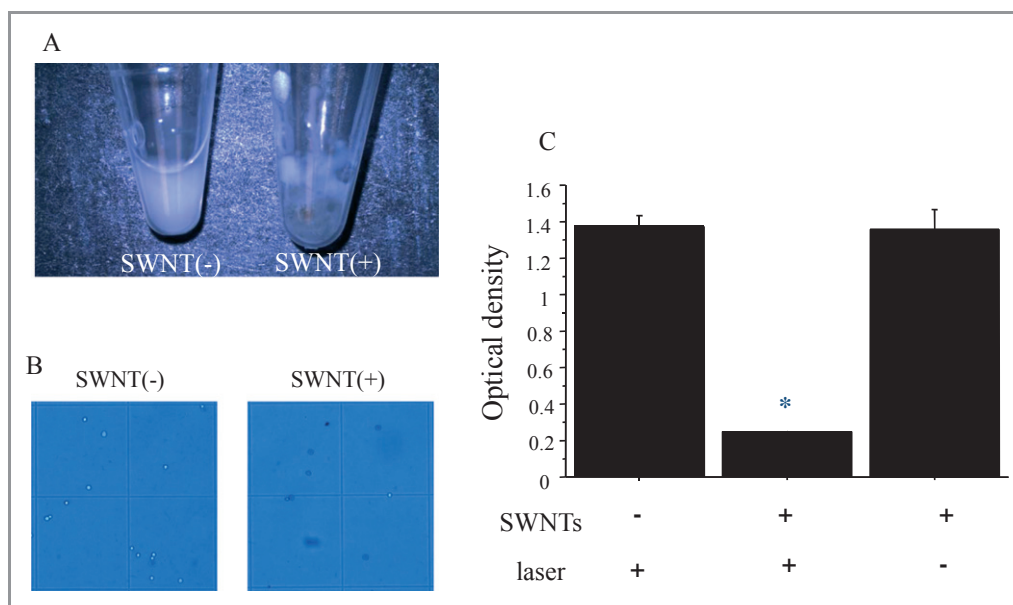 A
SWNT(-) SWNT(+)
B
SWNT(-) SWNT(+)
C
Optical density
1.6
1.4
1.2
1
0.8
0.6
0.4
0.2
0
*
SWNTs - + +
laser + + -